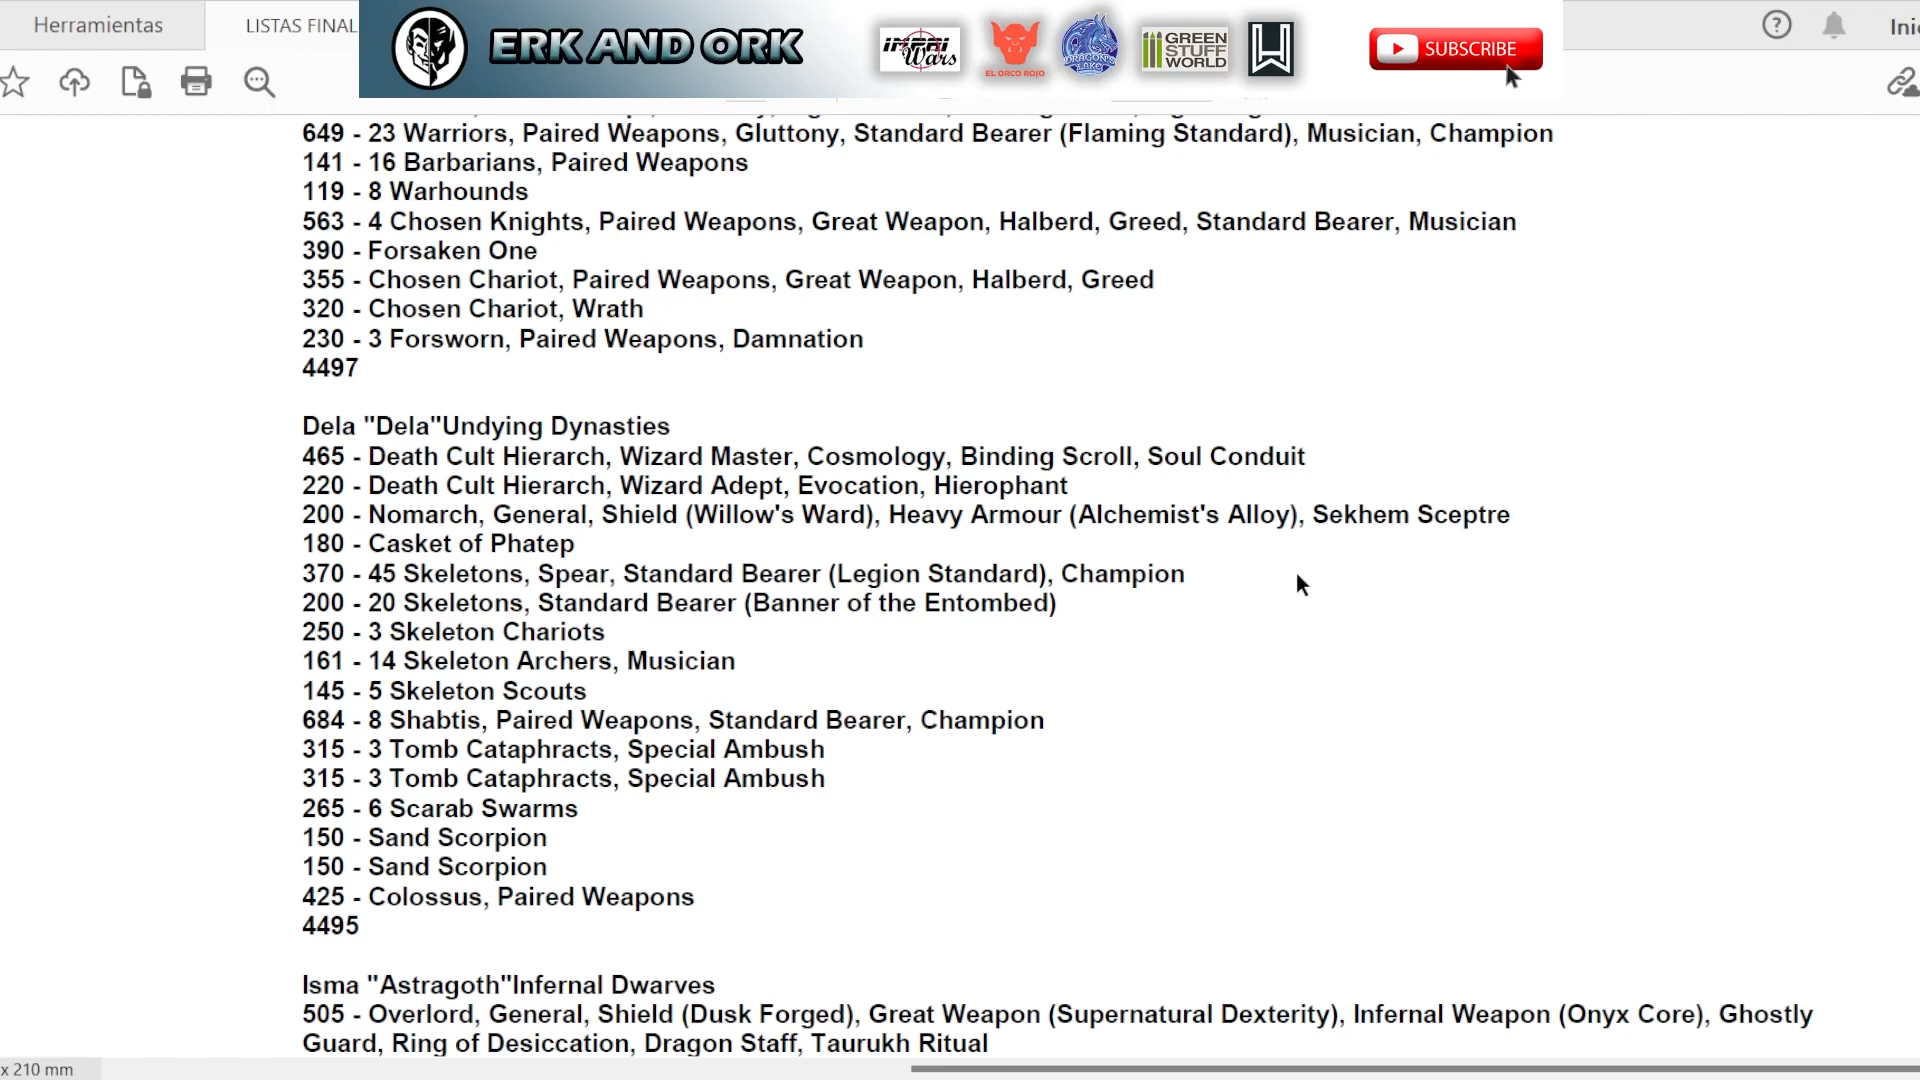 Herramientas
LISTAS FINAL
ERK AND ORK
IMPRI Wars
EL ORCO ROJO
DRAGON'S LAKE
GREEN STUFF WORLD
SUBSCRIBE
649 - 23 Warriors, Paired Weapons, Gluttony, Standard Bearer (Flaming Standard), Musician, Champion
141 - 16 Barbarians, Paired Weapons
119 - 8 Warhounds
563 - 4 Chosen Knights, Paired Weapons, Great Weapon, Halberd, Greed, Standard Bearer, Musician
390 - Forsaken One
355 - Chosen Chariot, Paired Weapons, Great Weapon, Halberd, Greed
320 - Chosen Chariot, Wrath
230 - 3 Forsworn, Paired Weapons, Damnation
4497
Dela "Dela"Undying Dynasties
465 - Death Cult Hierarch, Wizard Master, Cosmology, Binding Scroll, Soul Conduit
220 - Death Cult Hierarch, Wizard Adept, Evocation, Hierophant
200 - Nomarch, General, Shield (Willow's Ward), Heavy Armour (Alchemist's Alloy), Sekhem Sceptre
180 - Casket of Phatep
370 - 45 Skeletons, Spear, Standard Bearer (Legion Standard), Champion
200 - 20 Skeletons, Standard Bearer (Banner of the Entombed)
250 - 3 Skeleton Chariots
161 - 14 Skeleton Archers, Musician
145 - 5 Skeleton Scouts
684 - 8 Shabtis, Paired Weapons, Standard Bearer, Champion
315 - 3 Tomb Cataphracts, Special Ambush
315 - 3 Tomb Cataphracts, Special Ambush
265 - 6 Scarab Swarms
150 - Sand Scorpion
150 - Sand Scorpion
425 - Colossus, Paired Weapons
4495
Isma "Astragoth"Infernal Dwarves
505 - Overlord, General, Shield (Dusk Forged), Great Weapon (Supernatural Dexterity), Infernal Weapon (Onyx Core), Ghostly
Guard, Ring of Desiccation, Dragon Staff, Taurukh Ritual
x 210 mm